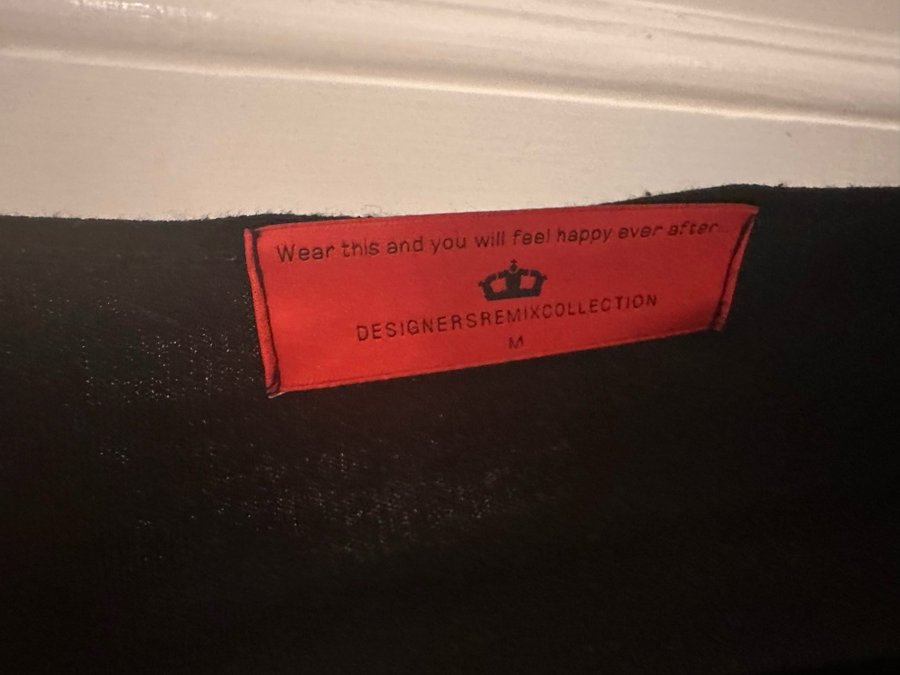 Wear this and you will feel happy ever after...
DESIGNERSREMIXCOLLECTION
M